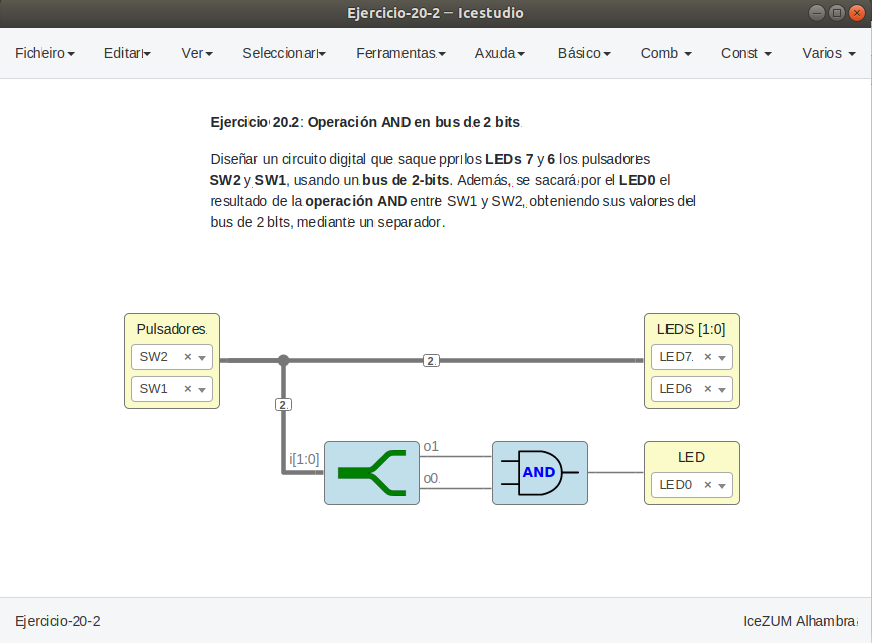 Ejercicio-20-2 — Icestudio
Ficheiro Editar Ver Seleccionar Ferramentas Axuda Básico Comb Const Varios
Ejercicio 20.2: Operación AND en bus de 2 bits
Diseñar un circuito digital que saque por los LEDs 7 y 6 los pulsadores
SW2 y SW1, usando un bus de 2-bits. Además, se sacará por el LED0 el
resultado de la operación AND entre SW1 y SW2, obteniendo sus valores del
bus de 2 bits, mediante un separador.
Pulsadores
SW2 ×
SW1 ×
2
LEDS [1:0]
LED7 ×
LED6 ×
2
i[1:0]
o1
o0
AND
LED
LED0 ×
Ejercicio-20-2
IceZUM Alhambra